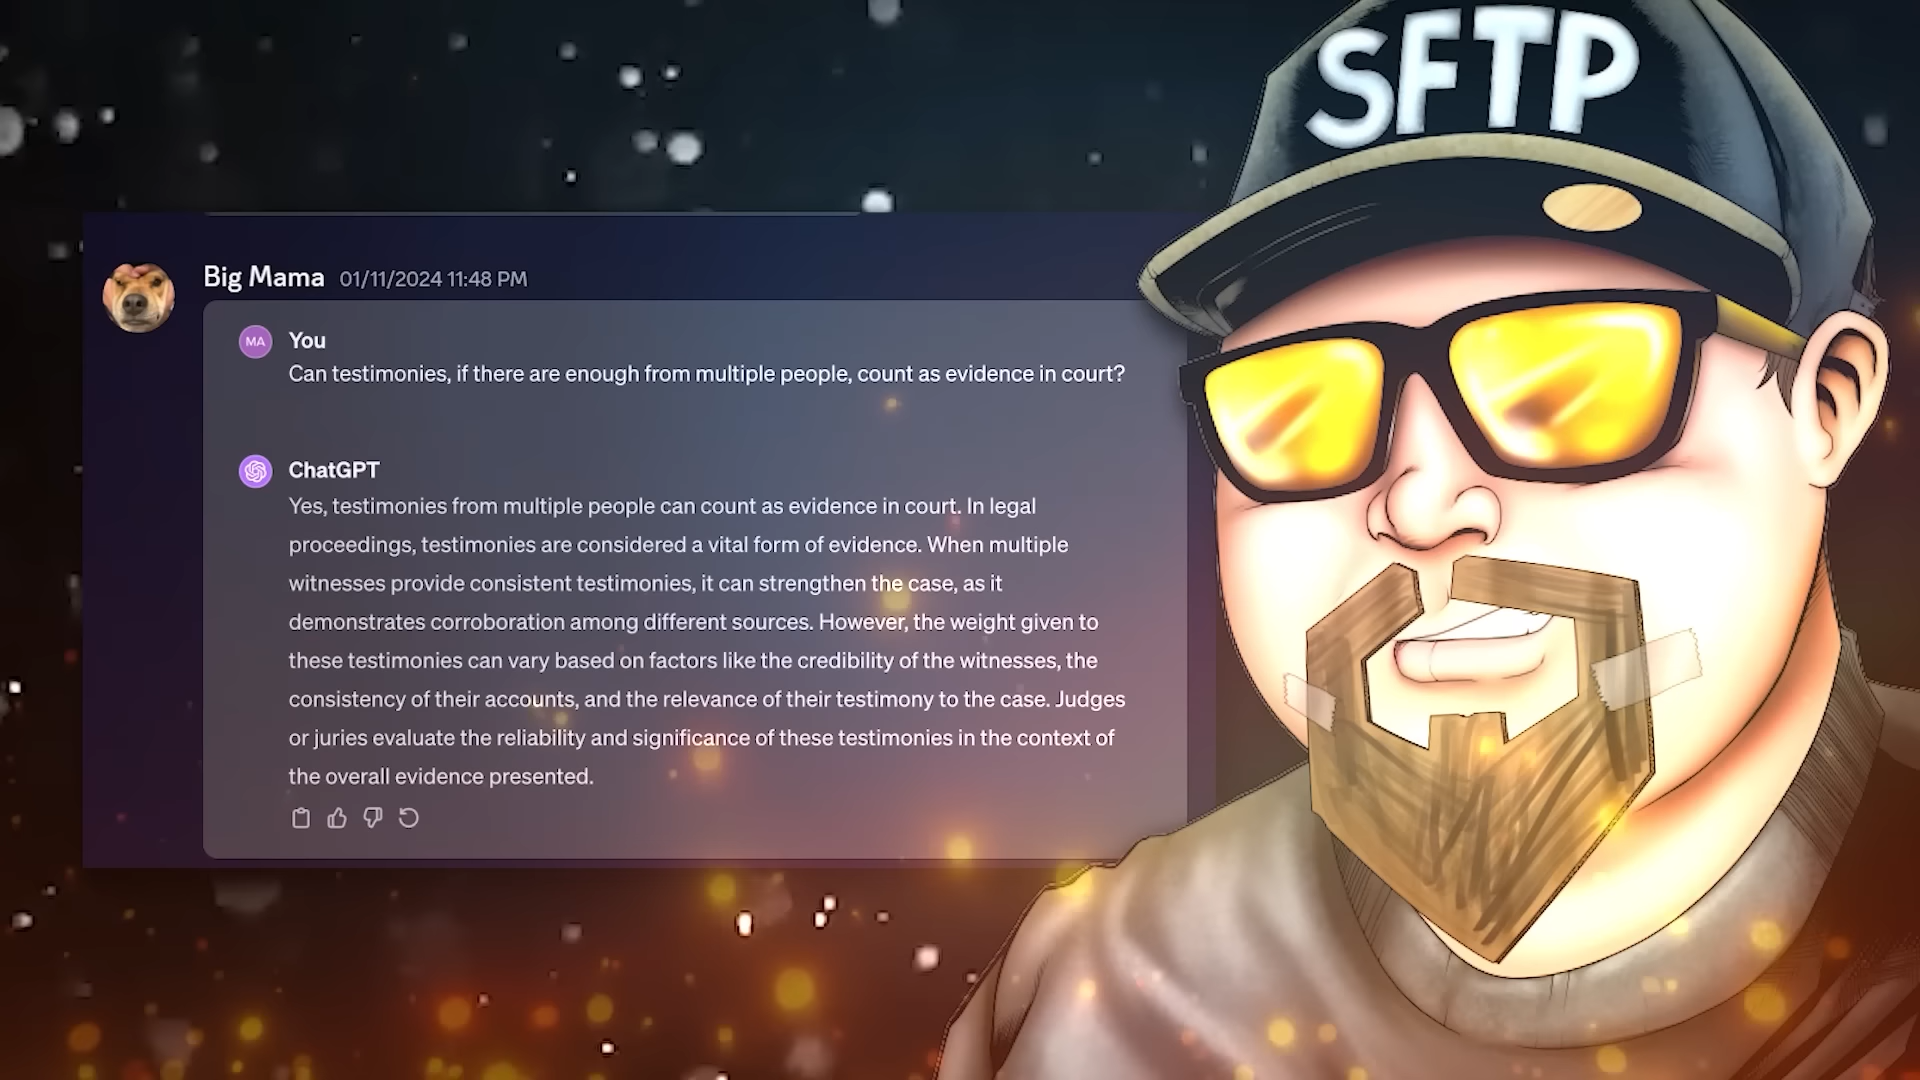 SFTP
Big Mama 01/11/2024 11:48 PM
MA You
Can testimonies, if there are enough from multiple people, count as evidence in court?
ChatGPT
Yes, testimonies from multiple people can count as evidence in court. In legal
proceedings, testimonies are considered a vital form of evidence. When multiple
witnesses provide consistent testimonies, it can strengthen the case, as it
demonstrates corroboration among different sources. However, the weight given to
these testimonies can vary based on factors like the credibility of the witnesses, the
consistency of their accounts, and the relevance of their testimony to the case. Judges
or juries evaluate the reliability and significance of these testimonies in the context of
the overall evidence presented.